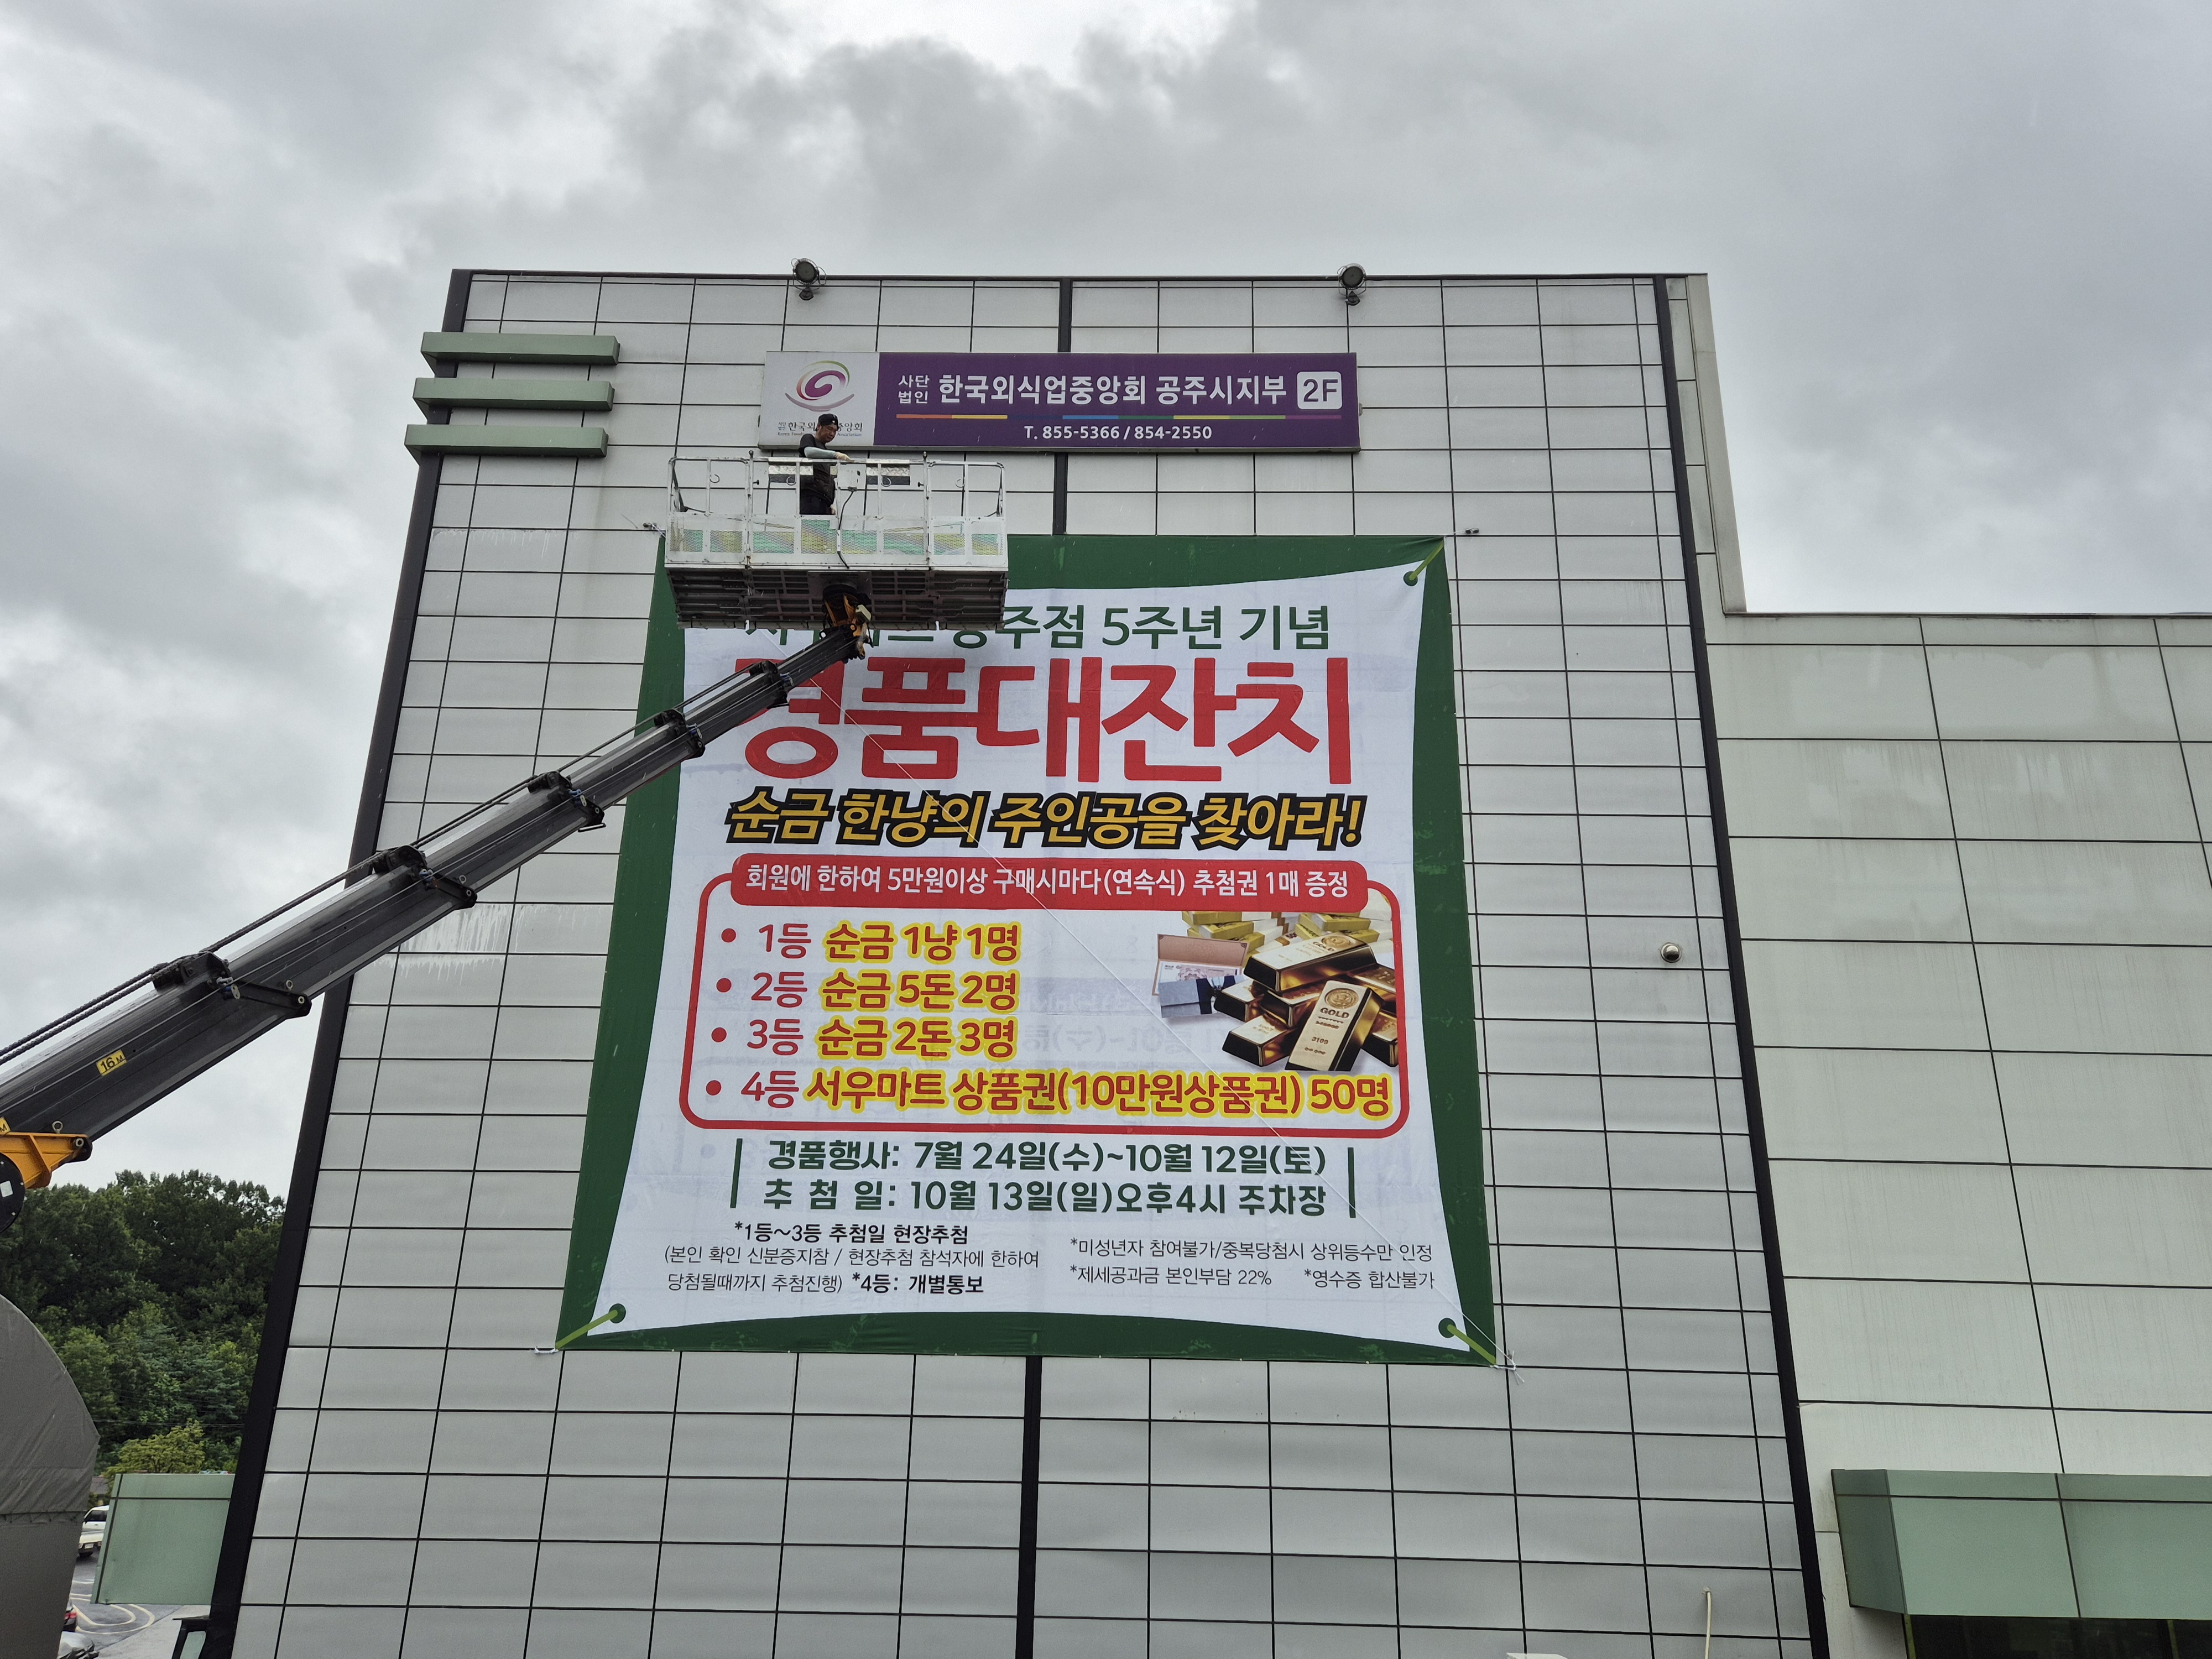 사단
법인
한국외식업중앙회 공주시지부 2F
T. 855-5366 / 854-2550
공주점 5주년 기념
경품대잔치
순금 한냥의 주인공을 찾아라!
회원에 한하여 5만원이상 구매시마다(연속식) 추첨권 1매 증정
• 1등 순금 1냥 1명
• 2등 순금 5돈 2명
• 3등 순금 2돈 3명
• 4등 서우마트 상품권(10만원상품권) 50명
GOLD
경품행사: 7월 24일(수)~10월 12일(토)
추 첨 일: 10월 13일(일)오후4시 주차장
*1등~3등 추첨일 현장추첨
(본인 확인 신분증지참 / 현장추첨 참석자에 한하여
당첨될때까지 추첨진행) *4등: 개별통보
*미성년자 참여불가/중복당첨시 상위등수만 인정
*제세공과금 본인부담 22% *영수증 합산불가
16M